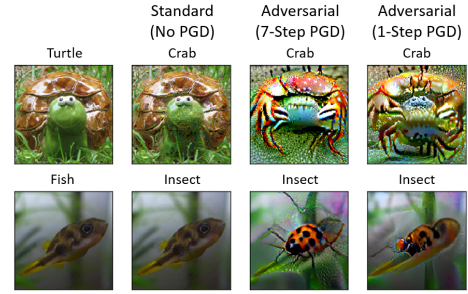 Standard
(No PGD)
Adversarial
(7-Step PGD)
Adversarial
(1-Step PGD)
Turtle
Crab
Crab
Crab
Fish
Insect
Insect
Insect